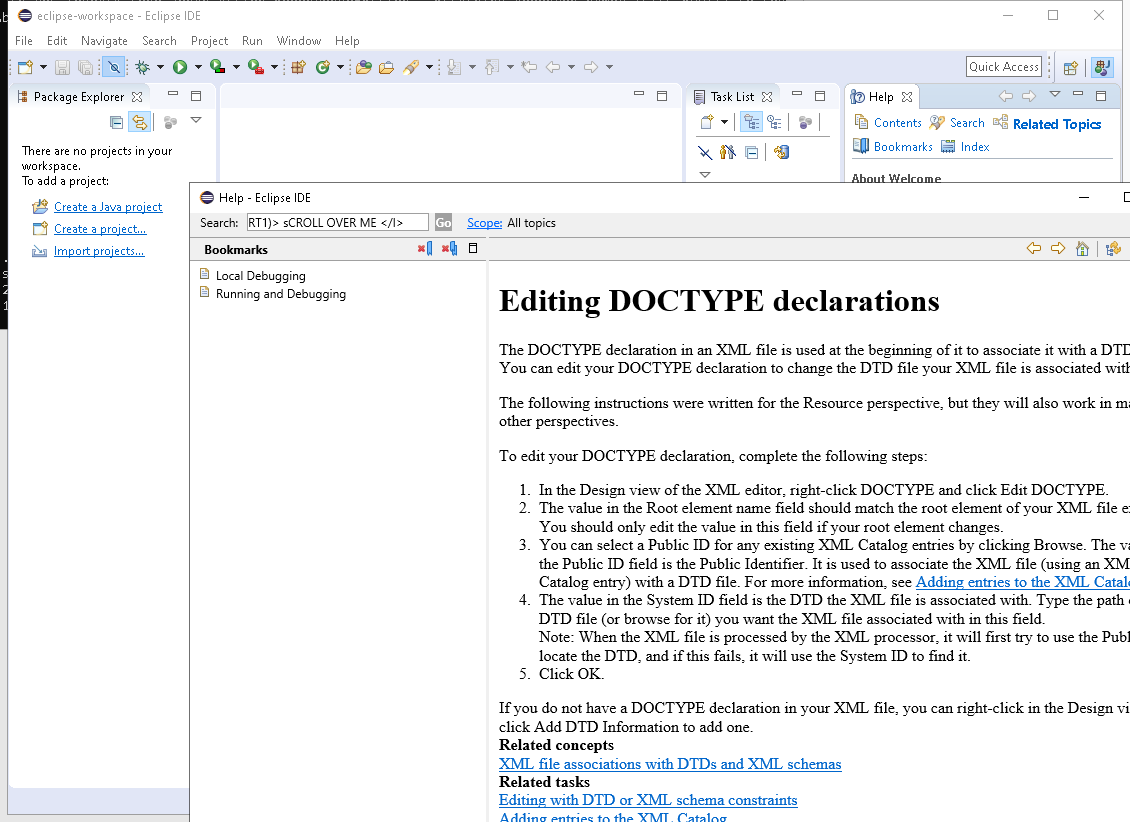 eclipse-workspace - Eclipse IDE
File Edit Navigate Search Project Run Window Help
Quick Access
Package Explorer
Task List
Help
Contents Search Related Topics
Bookmarks Index
About Welcome
There are no projects in your
workspace.
To add a project:
Create a Java project
Create a project...
Import projects...
Help - Eclipse IDE
Search: RT1)> sCROLL OVER ME </I> Go Scope: All topics
Bookmarks
Local Debugging
Running and Debugging
Editing DOCTYPE declarations
The DOCTYPE declaration in an XML file is used at the beginning of it to associate it with a DTD
You can edit your DOCTYPE declaration to change the DTD file your XML file is associated with
The following instructions were written for the Resource perspective, but they will also work in
other perspectives.
To edit your DOCTYPE declaration, complete the following steps:
1. In the Design view of the XML editor, right-click DOCTYPE and click Edit DOCTYPE.
2. The value in the Root element name field should match the root element of your XML file
You should only edit the value in this field if your root element changes.
3. You can select a Public ID for any existing XML Catalog entries by clicking Browse. The
the Public ID field is the Public Identifier. It is used to associate the XML file (using an XML
Catalog entry) with a DTD file. For more information, see Adding entries to the XML
4. The value in the System ID field is the DTD the XML file is associated with. Type the path
DTD file (or browse for it) you want the XML file associated with in this field.
Note: When the XML file is processed by the XML processor, it will first try to use the
locate the DTD, and if this fails, it will use the System ID to find it.
5. Click OK.
If you do not have a DOCTYPE declaration in your XML file, you can right-click in the Design
click Add DTD Information to add one.
Related concepts
XML file associations with DTDs and XML schemas
Related tasks
Editing with DTD or XML schema constraints
Adding entries to the XML Catalog